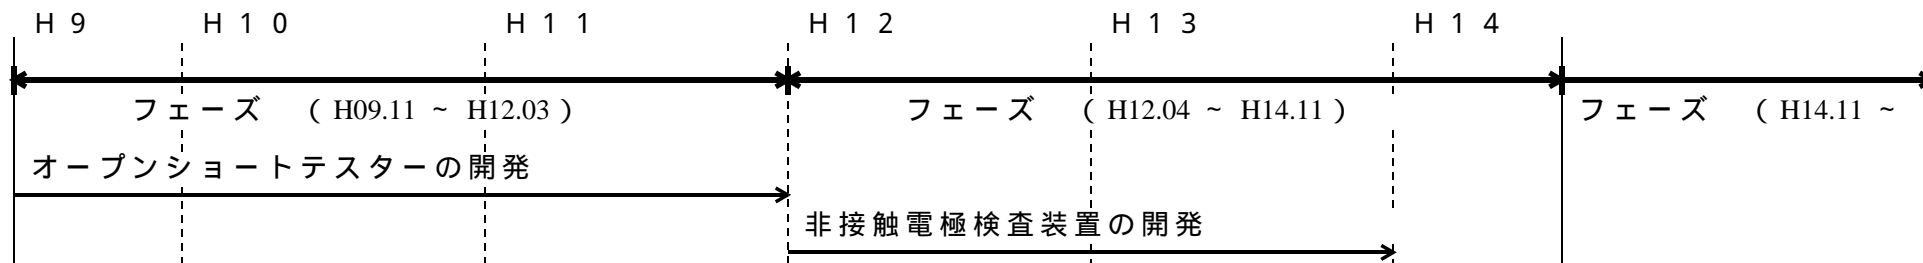 H9 H10 H11 H12 H13 H14
フェーズ （H09.11 ~ H12.03） フェーズ （H12.04 ~ H14.11） フェーズ （H14.11 ~
オープンショートテスターの開発
非接触電極検査装置の開発